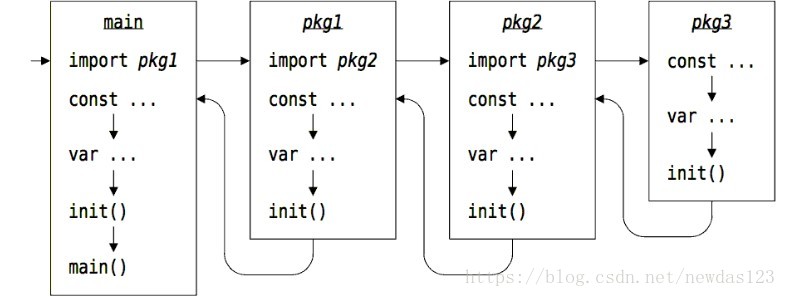 main
import pkg1
const ...
var ...
init()
main()
pkg1
import pkg2
const ...
var ...
init()
pkg2
import pkg3
const ...
var ...
init()
pkg3
const ...
var ...
init()
https://blog.csdn.net/newdas123